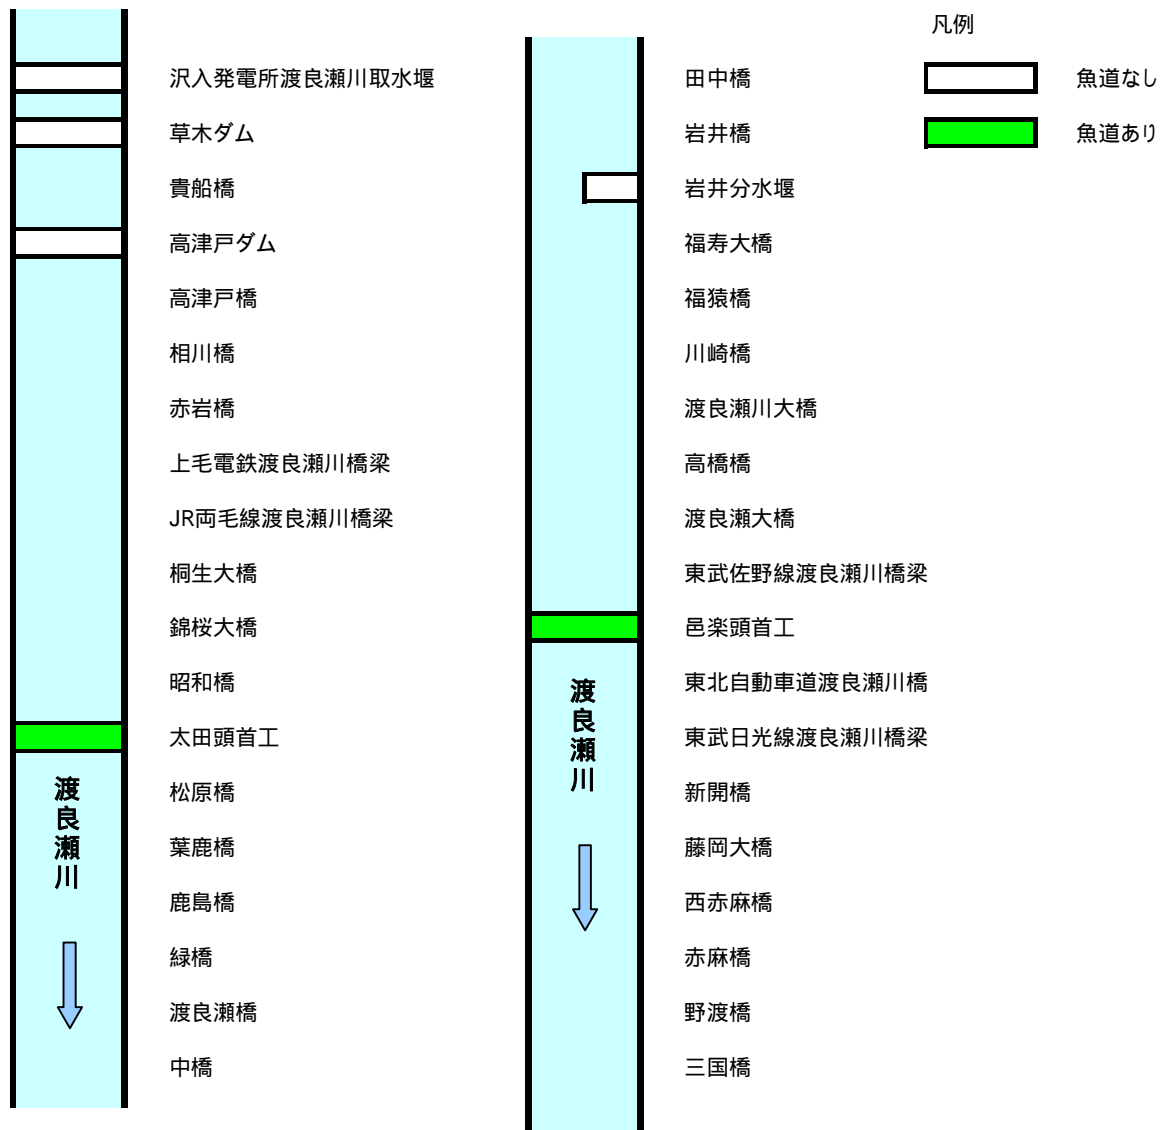 沢入発電所渡良瀬川取水堰
草木ダム
貴船橋
高津戸ダム
高津戸橋
相川橋
赤岩橋
上毛電鉄渡良瀬川橋梁
JR両毛線渡良瀬川橋梁
桐生大橋
錦桜大橋
昭和橋
太田頭首工
松原橋
葉鹿橋
鹿島橋
緑橋
渡良瀬橋
中橋
渡良瀬川
田中橋
岩井橋
岩井分水堰
福寿大橋
福猿橋
川崎橋
渡良瀬川大橋
高橋橋
渡良瀬大橋
東武佐野線渡良瀬川橋梁
邑楽頭首工
東北自動車道渡良瀬川橋
東武日光線渡良瀬川橋梁
新開橋
藤岡大橋
西赤麻橋
赤麻橋
野渡橋
三国橋
渡良瀬川
凡例
魚道なし
魚道あり